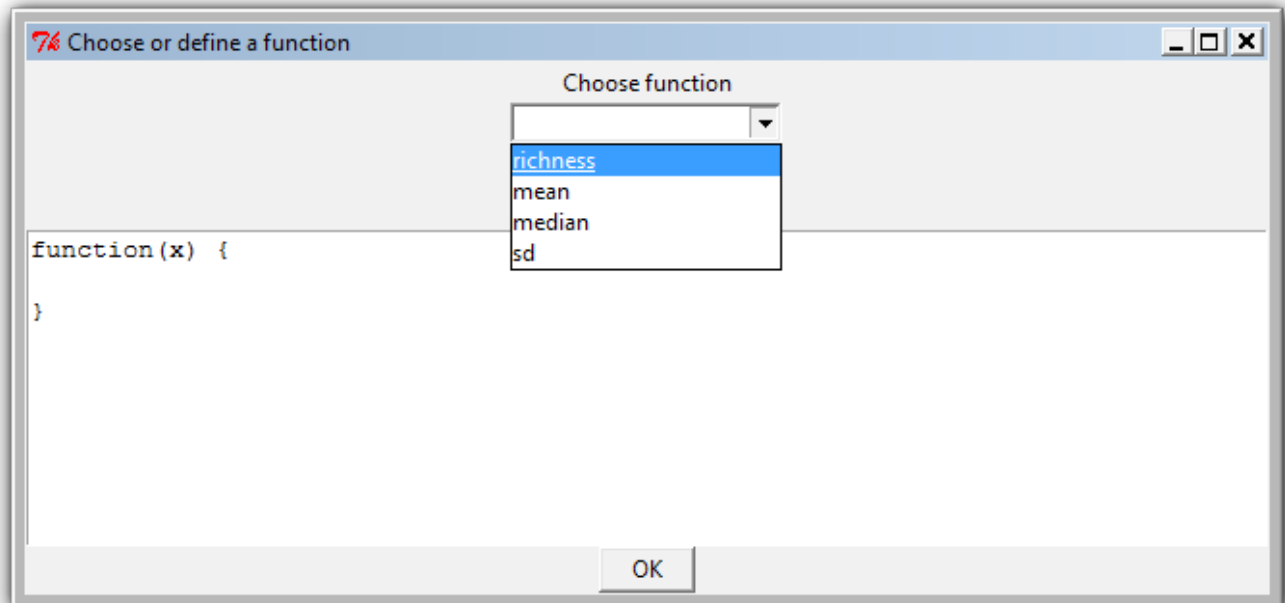 Choose or define a function
Choose function
richness
mean
median
sd
function(x) {
}
OK